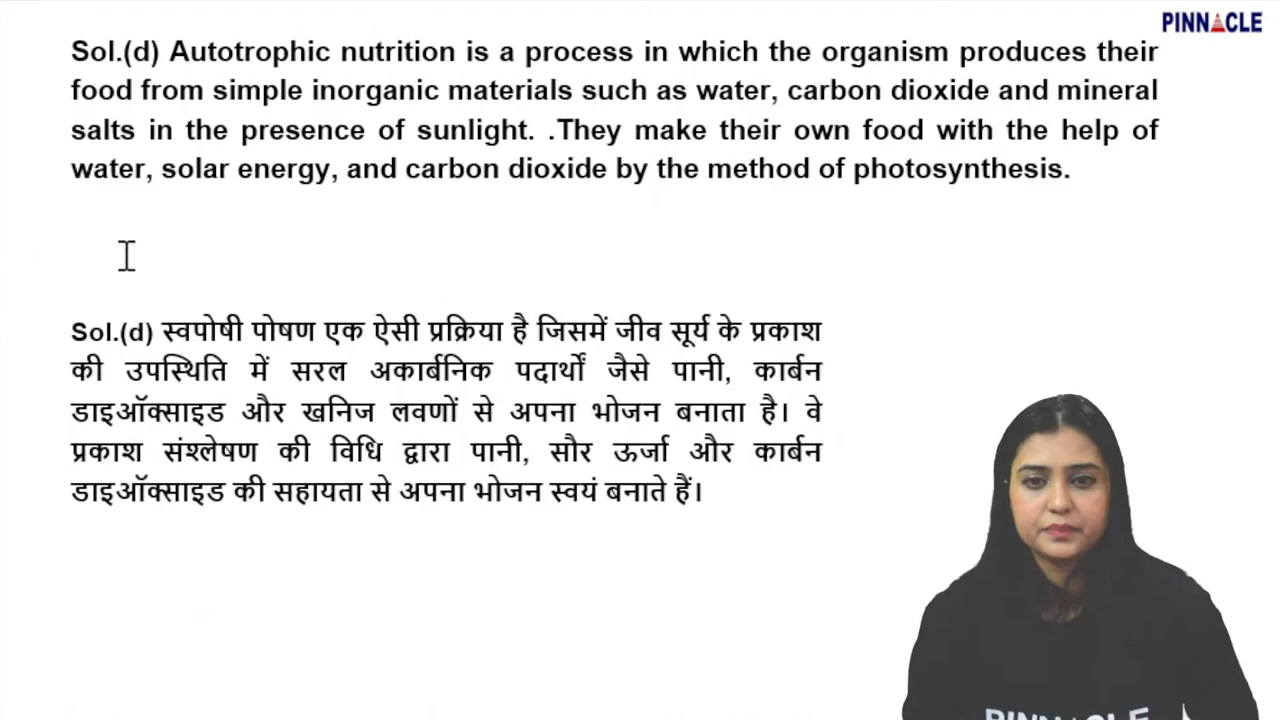 PINNACLE
Sol.(d) Autotrophic nutrition is a process in which the organism produces their
food from simple inorganic materials such as water, carbon dioxide and mineral
salts in the presence of sunlight. .They make their own food with the help of
water, solar energy, and carbon dioxide by the method of photosynthesis.
Sol.(d) स्वपोषी पोषण एक ऐसी प्रक्रिया है जिसमें जीव सूर्य के प्रकाश
की उपस्थिति में सरल अकार्बनिक पदार्थों जैसे पानी, कार्बन
डाइऑक्साइड और खनिज लवणों से अपना भोजन बनाता है। वे
प्रकाश संश्लेषण की विधि द्वारा पानी, सौर ऊर्जा और कार्बन
डाइऑक्साइड की सहायता से अपना भोजन स्वयं बनाते हैं।
PINNACLE